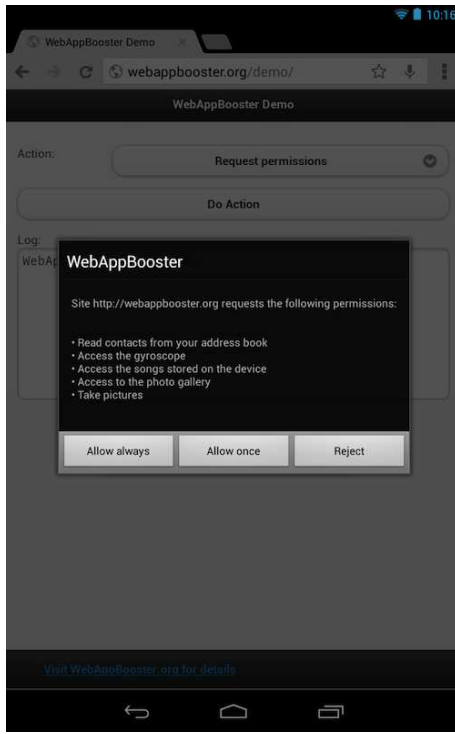 10:16
WebAppBooster Demo
webappbooster.org/demo/
WebAppBooster Demo
Action:
Request permissions
Do Action
Log:
WebAp
WebAppBooster
Site http://webappbooster.org requests the following permissions:
• Read contacts from your address book
• Access the gyroscope
• Access the songs stored on the device
• Access to the photo gallery
• Take pictures
Allow always
Allow once
Reject
Visit WebAppBooster.org for details